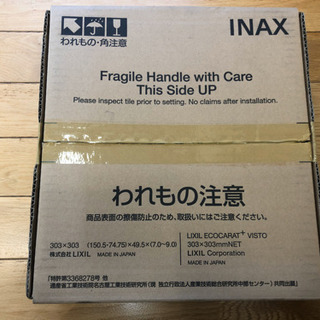 INAX
われもの・角注意
Fragile Handle with Care
This Side UP
Please inspect tile prior to setting. No claims after installation.
われもの注意
商品表面の擦傷防止のため、取扱いにはご注意ください。
303×303 (150.5-74.75)×49.5×(7.0~9.0)
株式会社 LIXIL MADE IN JAPAN
LIXIL ECOCARAT+ VISTO
303×303mmNET
LIXIL Corporation
MADE IN JAPAN
「特許第3368278号 他
通産省工業技術院名古屋工業技術研究所(現 独立行政法人産業技術総合研究所中部センター) 共同出願」